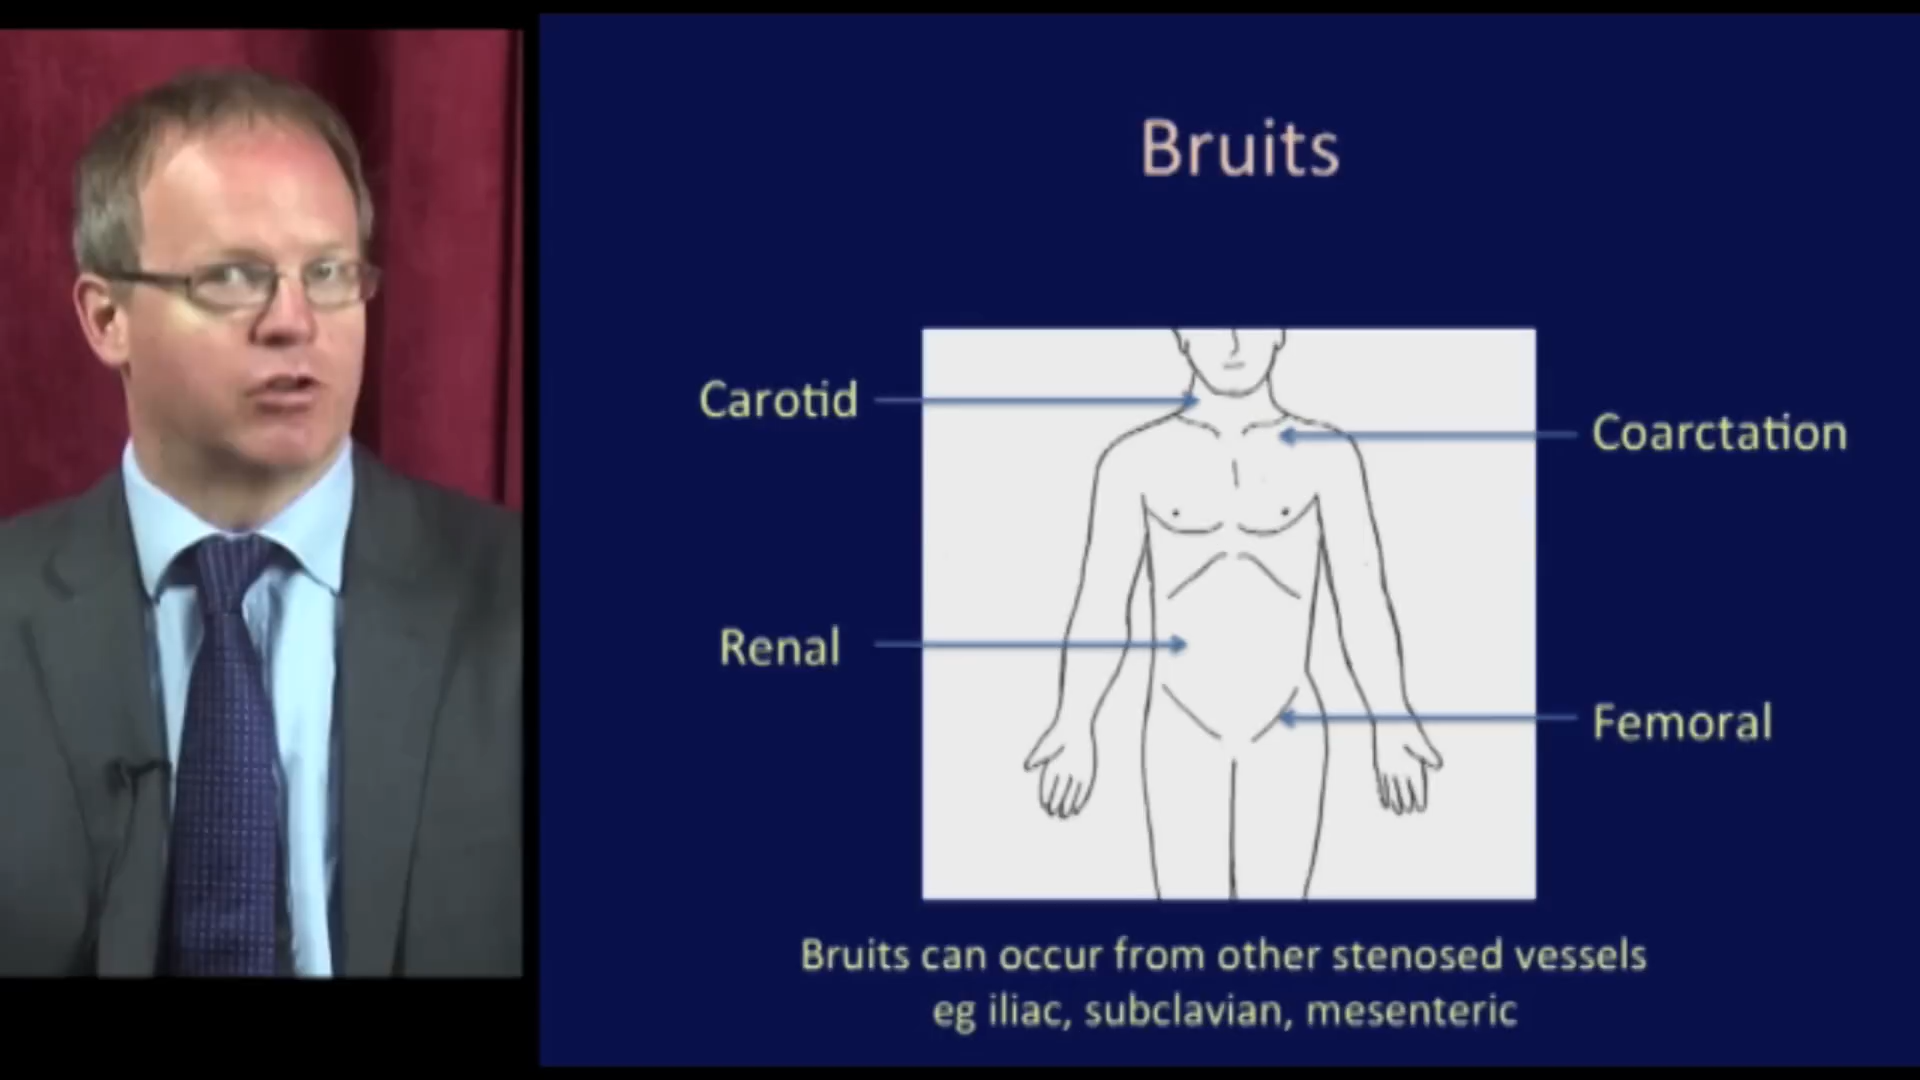 Bruits
Carotid
Coarctation
Renal
Femoral
Bruits can occur from other stenosed vessels
eg iliac, subclavian, mesenteric